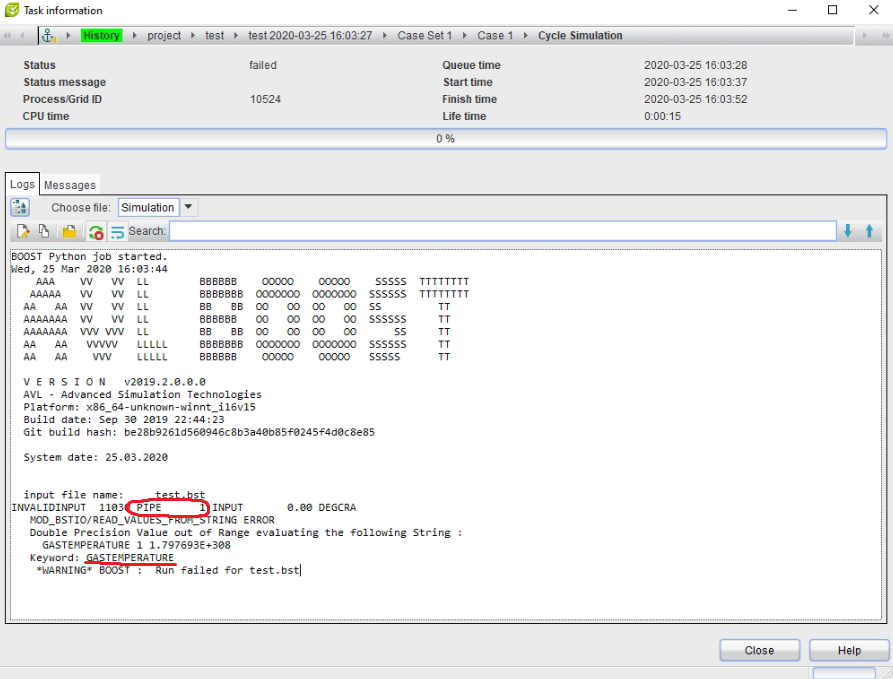 Task information
History project test test 2020-03-25 16:03:27 Case Set 1 Case 1 Cycle Simulation
Status failed Queue time 2020-03-25 16:03:28
Status message Start time 2020-03-25 16:03:37
Process/Grid ID 10524 Finish time 2020-03-25 16:03:52
CPU time Life time 0:00:15
0 %
Logs Messages
Choose file: Simulation
Search:
BOOST Python job started.
Wed, 25 Mar 2020 16:03:44
AAA VV VV LL BBBBBB OOOOO OOOOO SSSSS TTTTTTTT
AAAAA VV VV LL BBBBBBB OOOOOOO OOOOOOO SSSSSS TTTTTTTT
AA AA VV VV LL BB BB OO OO OO OO SS TT
AAAAAAA VV VV LL BBBBBBB OO OO OO OO SSSSSS TT
AAAAAAA VVV VVV LL BB BB OO OO OO OO SS TT
AA AA VVVVV LLLLL BBBBBBB OOOOOOO OOOOOOO SSSSSS TT
AA AA VVV LLLLL BBBBBB OOOOO OOOOO SSSSS TT
V E R S I O N v2019.2.0.0.0
AVL - Advanced Simulation Technologies
Platform: x86_64-unknown-winnt_i16v15
Build date: Sep 30 2019 22:44:23
Git build hash: be28b9261d560946c8b3a40b85f0245f4d0c8e85
System date: 25.03.2020
input file name: test.bst
INVALIDINPUT 1103 PIPE 1 INPUT 0.00 DEGCRA
MOD_BSTIO/READ_VALUES_FROM_STRING ERROR
Double Precision Value out of Range evaluating the following String :
GASTEMPERATURE 1 1.797693E+308
Keyword: GASTEMPERATURE
*WARNING* BOOST : Run failed for test.bst
Close Help